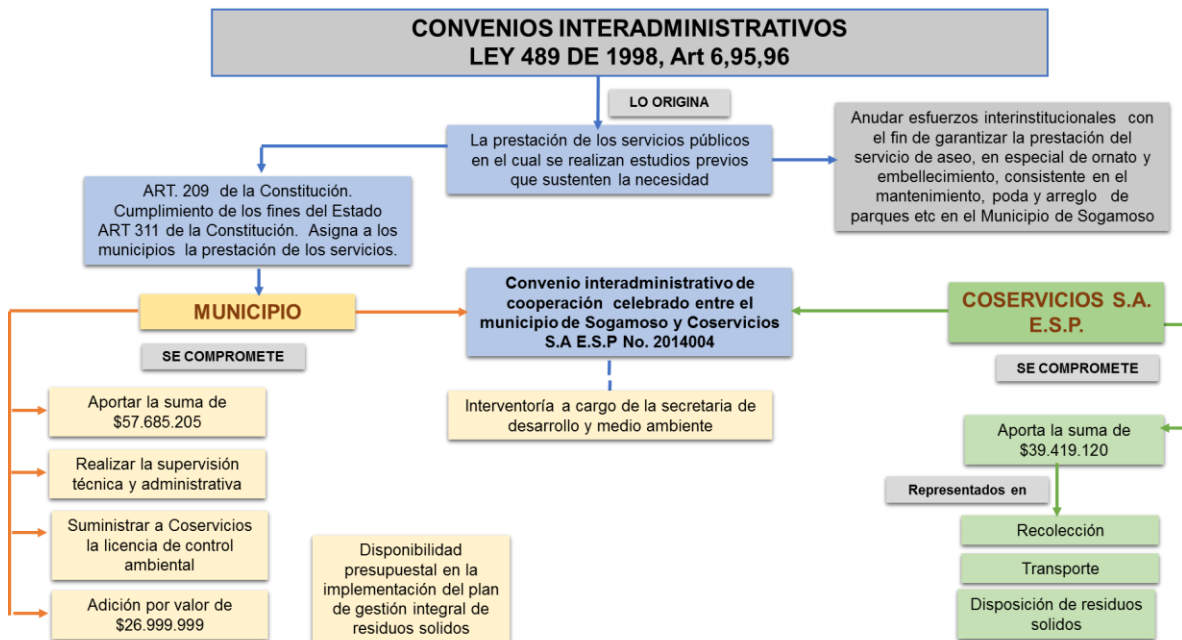 CONVENIOS INTERADMINISTRATIVOS
LEY 489 DE 1998, Art 6,95,96
LO ORIGINA
La prestación de los servicios públicos
en el cual se realizan estudios previos
que sustenten la necesidad
Anudar esfuerzos interinstitucionales con
el fin de garantizar la prestación del
servicio de aseo, en especial de ornato y
embellecimiento, consistente en el
mantenimiento, poda y arreglo de
parques etc en el Municipio de Sogamoso
ART. 209 de la Constitución.
Cumplimiento de los fines del Estado
ART 311 de la Constitución. Asigna a los
municipios la prestación de los servicios.
MUNICIPIO
Convenio interadministrativo de
cooperación celebrado entre el
municipio de Sogamoso y Coservicios
S.A E.S.P No. 2014004
COSERVICIOS S.A.
E.S.P.
SE COMPROMETE
SE COMPROMETE
Aportar la suma de
$57.685.205
Interventoría a cargo de la secretaria de
desarrollo y medio ambiente
Aporta la suma de
$39.419.120
Realizar la supervisión
técnica y administrativa
Representados en
Suministrar a Coservicios
la licencia de control
ambiental
Recolección
Disponibilidad
presupuestal en la
implementación del plan
de gestión integral de
residuos solidos
Transporte
Adición por valor de
$26.999.999
Disposición de residuos
solidos